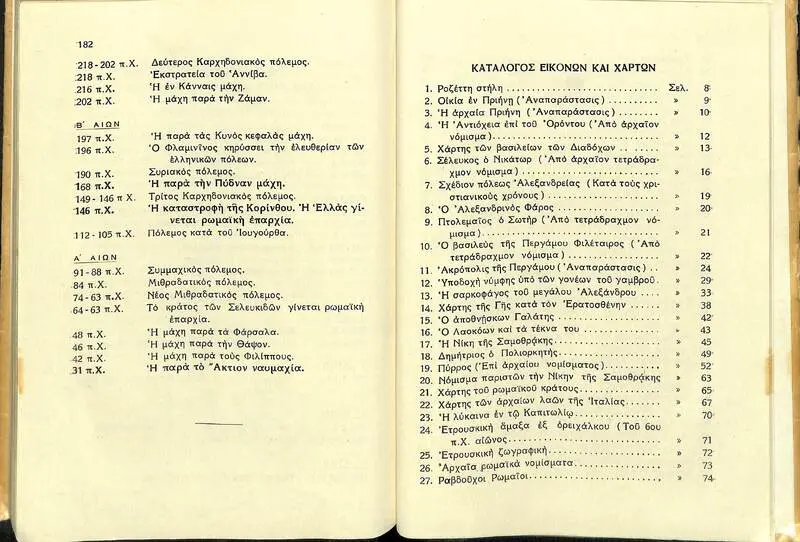 182
218-202 π.Χ. Δεύτερος Καρχηδονιακὸς πόλεμος.
218 π.Χ. Ἐκστρατεία τοῦ Ἀννίβα.
216 π.Χ. Ἡ ἐν Κάνναις μάχη.
202 π.Χ. Ἡ μάχη παρὰ τὴν Ζάμαν.
Β΄ ΑΙΩΝ
197 π.Χ. Ἡ παρὰ τὰς Κυνὸς κεφαλὰς μάχη.
196 π.Χ. Ὁ Φλαμινῖνος κηρύσσει τὴν ἐλευθερίαν τῶν
ἑλληνικῶν πόλεων.
190 π.Χ. Συριακὸς πόλεμος.
168 π.Χ. Ἡ παρὰ τὴν Πύδναν μάχη.
149-146 π.Χ. Τρίτος Καρχηδονιακὸς πόλεμος.
146 π.Χ. Ἡ καταστροφὴ τῆς Κορίνθου. Ἡ Ἑλλὰς γί-
νεται ρωμαϊκὴ ἐπαρχία.
112-105 π.Χ. Πόλεμος κατὰ τοῦ Ἰουγούρθα.
Α΄ ΑΙΩΝ
91-88 π.Χ. Συμμαχικὸς πόλεμος.
84 π.Χ. Μιθραδατικὸς πόλεμος.
74-63 π.Χ. Νέος Μιθραδατικὸς πόλεμος.
64-63 π.Χ. Τὸ κράτος τῶν Σελευκιδῶν γίνεται ρωμαϊκὴ
ἐπαρχία.
48 π.Χ. Ἡ μάχη παρὰ τὰ Φάρσαλα.
46 π.Χ. Ἡ μάχη παρὰ τὴν Θάψον.
42 π.Χ. Ἡ μάχη παρὰ τοὺς Φιλίππους.
31 π.Χ. Ἡ παρὰ τὸ Ἄκτιον ναυμαχία.
ΚΑΤΑΛΟΓΟΣ ΕΙΚΟΝΩΝ ΚΑΙ ΧΑΡΤΩΝ
1. Ροζέττη στήλη .......... Σελ. 8
2. Οἰκία ἐν Πριήνῃ (Ἀναπαράστασις) .......... » 9
3. Ἡ ἀρχαία Πριήνη (Ἀναπαράστασις) .......... » 10
4. Ἡ Ἀντιόχεια ἐπὶ τοῦ Ὀρόντου (Ἀπὸ ἀρχαῖον
νόμισμα) .......... » 12
5. Χάρτης τῶν βασιλείων τῶν Διαδόχων .......... » 13
6. Σέλευκος ὁ Νικάτωρ (Ἀπὸ ἀρχαῖον τετράδρα-
χμον νόμισμα) .......... » 16
7. Σχέδιον πόλεως Ἀλεξανδρείας (Κατὰ τοὺς χρι-
στιανικοὺς χρόνους) .......... » 19
8. Ὁ Ἀλεξανδρινὸς Φάρος .......... » 20
9. Πτολεμαῖος ὁ Σωτὴρ (Ἀπὸ τετράδραχμον νό-
μισμα) .......... » 21
10. Ὁ βασιλεὺς τῆς Περγάμου Φιλέταιρος (Ἀπὸ
τετράδραχμον νόμισμα) .......... » 22
11. Ἀκρόπολις τῆς Περγάμου (Ἀναπαράστασις) .. » 24
12. Ὑποδοχὴ νύμφης ὑπὸ τῶν γονέων τοῦ γαμβροῦ. » 29
13. Ἡ σαρκοφάγος τοῦ μεγάλου Ἀλεξάνδρου .... » 33
14. Χάρτης τῆς Γῆς κατὰ τὸν Ἐρατοσθένην .... » 38
15. Ὁ ἀποθνῄσκων Γαλάτης .......... » 42
16. Ὁ Λαοκόων καὶ τὰ τέκνα του .......... » 43
17. Ἡ Νίκη τῆς Σαμοθρᾴκης .......... » 45
18. Δημήτριος ὁ Πολιορκητὴς .......... » 49
19. Πύρρος (Ἐπὶ ἀρχαίου νομίσματος) .......... » 52
20. Νόμισμα παριστῶν τὴν Νίκην τῆς Σαμοθρᾴκης » 63
21. Χάρτης τοῦ ρωμαϊκοῦ κράτους .......... » 65
22. Χάρτης τῶν ἀρχαίων λαῶν τῆς Ἰταλίας ...... » 67
23. Ἡ λύκαινα ἐν τῷ Καπιτωλίῳ .......... » 70
24. Ἐτρουσκικὴ ἅμαξα ἐξ ὀρειχάλκου (Τοῦ 6ου
π.Χ. αἰῶνος .......... » 71
25. Ἐτρουσκικὴ ζωγραφικὴ .......... » 72
26. Ἀρχαῖα ρωμαϊκὰ νομίσματα .......... » 73
27. Ραβδοῦχοι Ρωμαῖοι .......... » 74